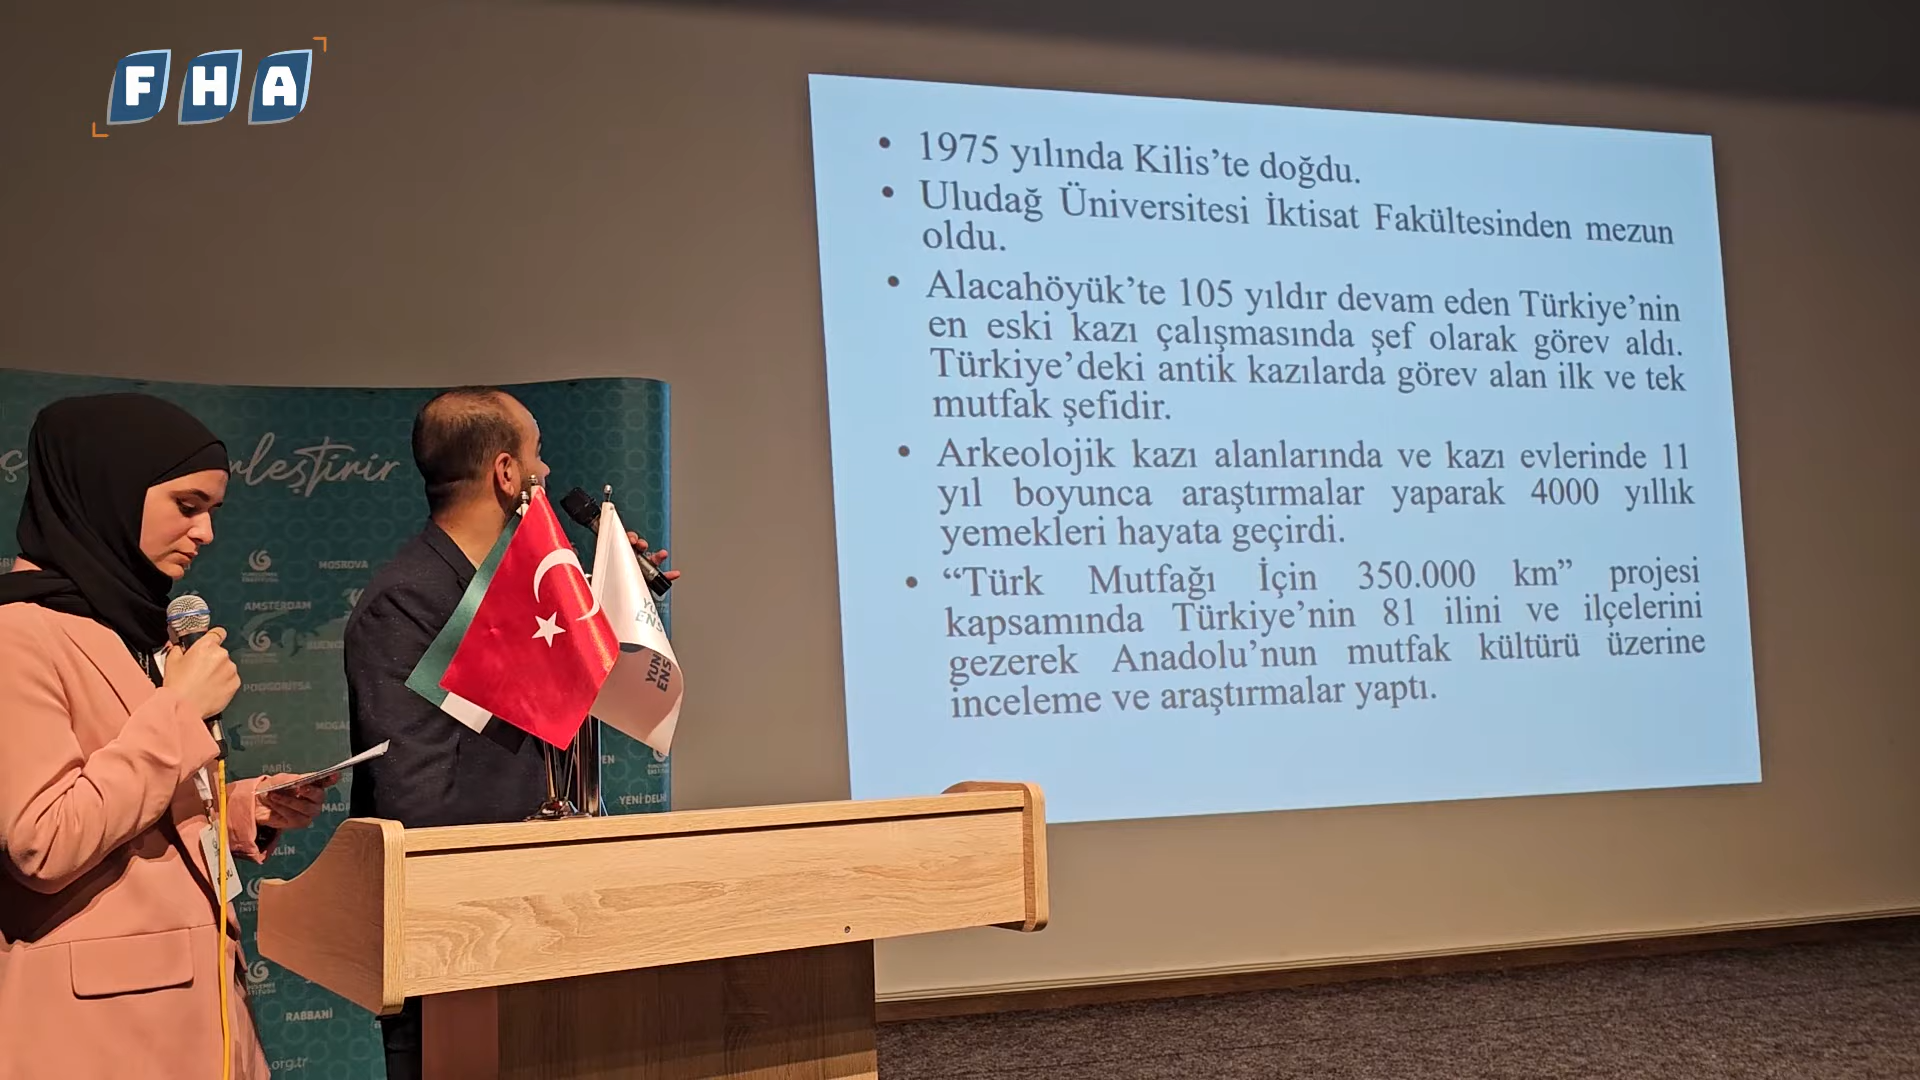 FHA
• 1975 yılında Kilis’te doğdu.
• Uludağ Üniversitesi İktisat Fakültesinden mezun
oldu.
• Alacahöyük’te 105 yıldır devam eden Türkiye’nin
en eski kazı çalışmasında şef olarak görev aldı.
Türkiye’deki antik kazılarda görev alan ilk ve tek
mutfak şefidir.
• Arkeolojik kazı alanlarında ve kazı evlerinde 11
yıl boyunca araştırmalar yaparak 4000 yıllık
yemekleri hayata geçirdi.
• “Türk Mutfağı İçin 350.000 km” projesi
kapsamında Türkiye’nin 81 ilini ve ilçelerini
gezerek Anadolu’nun mutfak kültürü üzerine
inceleme ve araştırmalar yaptı.
MOSKOVA
AMSTERDAM
PODGORİTSA
PARİS
YENİ DELHİ
RABBANİ
.org.tr